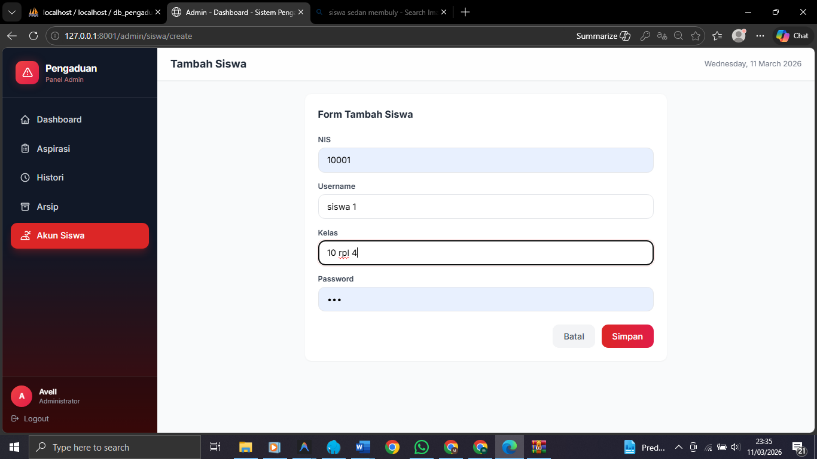 localhost / localhost / db_pengadu
Admin - Dashboard - Sistem Peng
siswa sedan membuly - Search Im
127.0.0.1:8001/admin/siswa/create
Summarize
Chat
Pengaduan
Panel Admin
Tambah Siswa
Wednesday, 11 March 2026
Dashboard
Aspirasi
Histori
Arsip
Akun Siswa
Form Tambah Siswa
NIS
10001
Username
siswa 1
Kelas
10 rpl 4
Password
•••
Batal
Simpan
A
Avell
Administrator
Logout
Type here to search
Pred...
23:35
11/03/2026
21